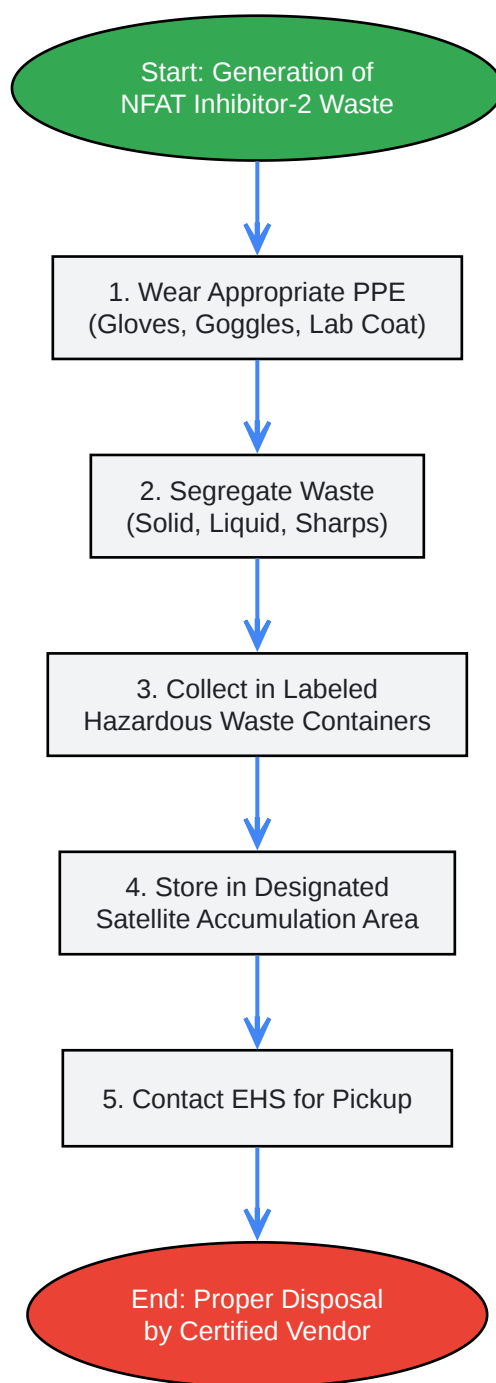 Start: Generation of
NFAT Inhibitor-2 Waste
1. Wear Appropriate PPE
(Gloves, Goggles, Lab Coat)
2. Segregate Waste
(Solid, Liquid, Sharps)
3. Collect in Labeled
Hazardous Waste Containers
4. Store in Designated
Satellite Accumulation Area
5. Contact EHS for Pickup
End: Proper Disposal
by Certified Vendor